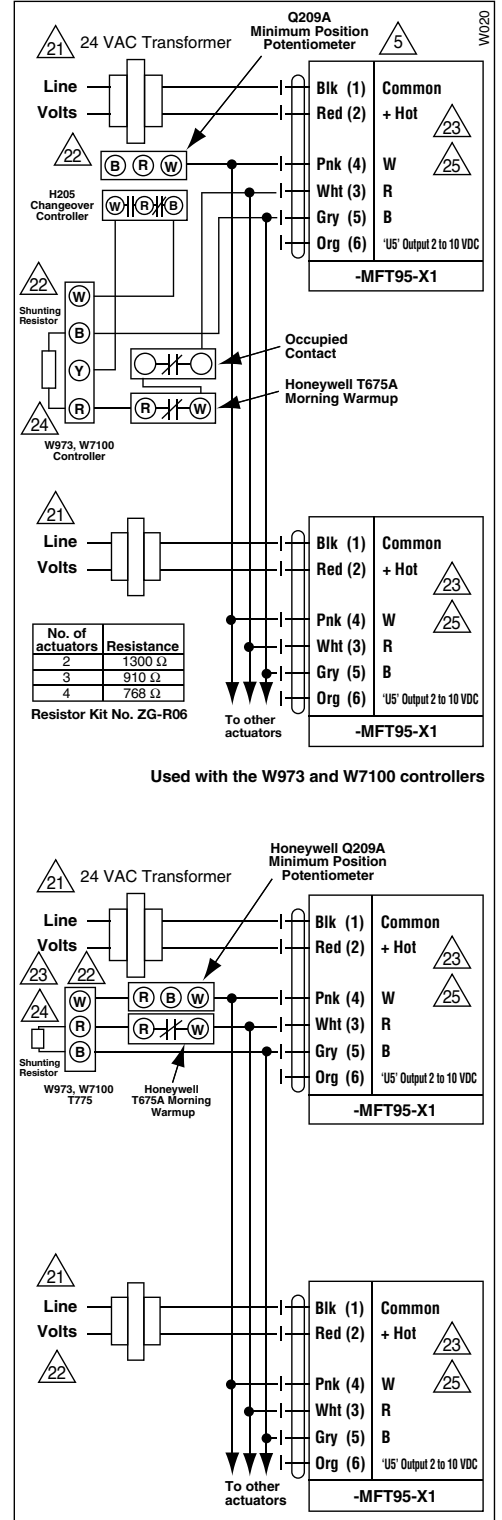 W020
Q209A
Minimum Position
Potentiometer
21
24 VAC Transformer
5
Line
Volts
Blk (1) Common
Red (2) + Hot
23
22
B R W
Pnk (4) W
25
Wht (3) R
Gry (5) B
Org (6) 'U5' Output 2 to 10 VDC
-MFT95-X1
H205
Changeover
Controller
W R B
22
Shunting
Resistor
W
B
Y
R
24
W973, W7100
Controller
Occupied
Contact
R W
Honeywell T675A
Morning Warmup
21
Line
Volts
Blk (1) Common
Red (2) + Hot
23
Pnk (4) W
25
Wht (3) R
Gry (5) B
Org (6) 'U5' Output 2 to 10 VDC
-MFT95-X1
No. of actuators Resistance
2 1300 Ω
3 910 Ω
4 768 Ω
Resistor Kit No. ZG-R06
To other
actuators
Used with the W973 and W7100 controllers
Honeywell Q209A
Minimum Position
Potentiometer
21
24 VAC Transformer
Line
Volts
Blk (1) Common
Red (2) + Hot
23
23
22
24
W
R
B
R B W
R W
Pnk (4) W
25
Wht (3) R
Gry (5) B
Org (6) 'U5' Output 2 to 10 VDC
-MFT95-X1
Shunting
Resistor
W973, W7100
T775
Honeywell
T675A Morning
Warmup
21
Line
Volts
22
Blk (1) Common
Red (2) + Hot
23
Pnk (4) W
25
Wht (3) R
Gry (5) B
Org (6) 'U5' Output 2 to 10 VDC
-MFT95-X1
To other
actuators